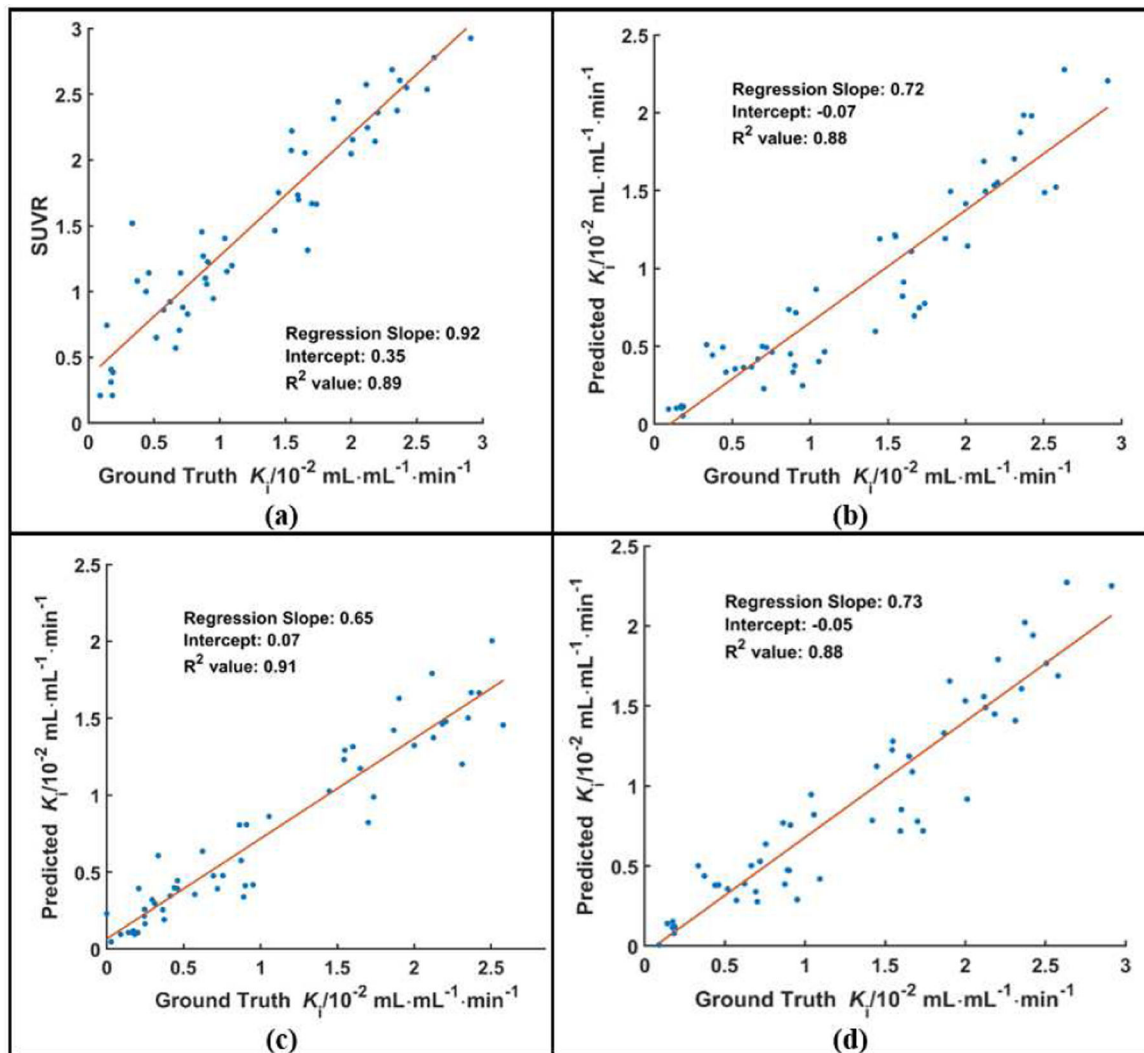 3
2.5
2
1.5
1
0.5
0
SUVR
Regression Slope: 0.92
Intercept: 0.35
R² value: 0.89
0 0.5 1 1.5 2 2.5 3
Ground Truth Kᵢ/10⁻² mL·mL⁻¹·min⁻¹
(a)
2.5
2
1.5
1
0.5
0
Predicted Kᵢ/10⁻² mL·mL⁻¹·min⁻¹
Regression Slope: 0.72
Intercept: -0.07
R² value: 0.88
0 0.5 1 1.5 2 2.5 3
Ground Truth Kᵢ/10⁻² mL·mL⁻¹·min⁻¹
(b)
2.5
2
1.5
1
0.5
0
Predicted Kᵢ/10⁻² mL·mL⁻¹·min⁻¹
Regression Slope: 0.65
Intercept: 0.07
R² value: 0.91
0 0.5 1 1.5 2 2.5
Ground Truth Kᵢ/10⁻² mL·mL⁻¹·min⁻¹
(c)
2.5
2
1.5
1
0.5
0
Predicted Kᵢ/10⁻² mL·mL⁻¹·min⁻¹
Regression Slope: 0.73
Intercept: -0.05
R² value: 0.88
0 0.5 1 1.5 2 2.5 3
Ground Truth Kᵢ/10⁻² mL·mL⁻¹·min⁻¹
(d)